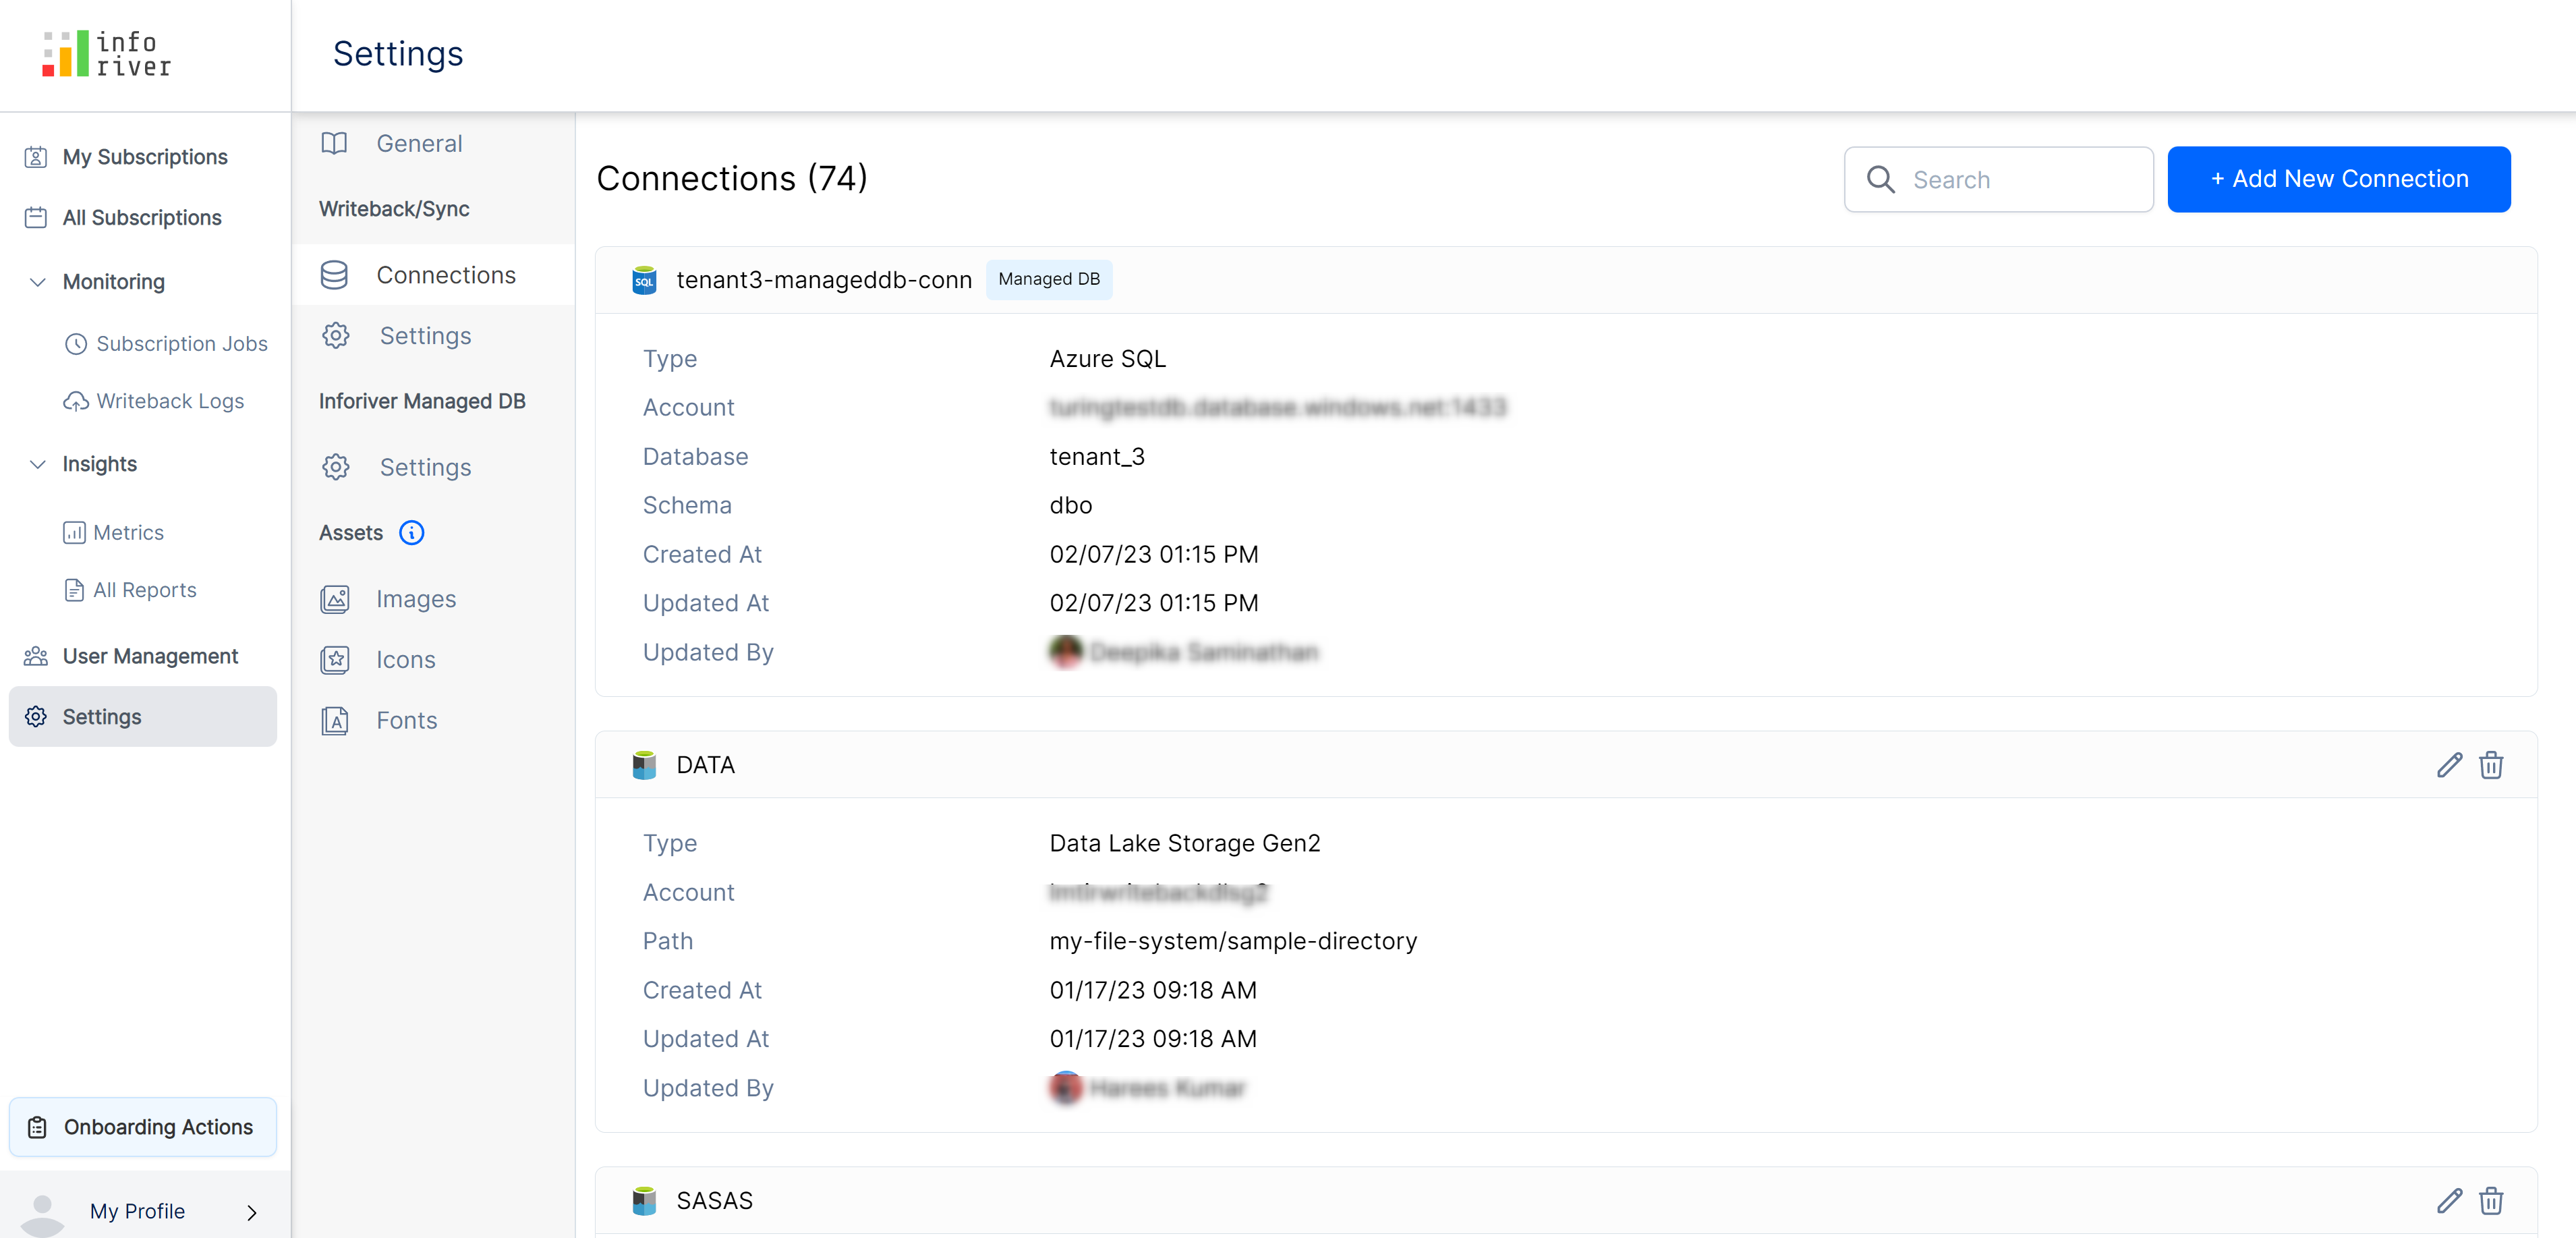 info
river
Settings
My Subscriptions
All Subscriptions
Monitoring
Subscription Jobs
Writeback Logs
Insights
Metrics
All Reports
User Management
Settings
Onboarding Actions
My Profile
General
Writeback/Sync
Connections
Settings
Inforiver Managed DB
Settings
Assets
Images
Icons
Fonts
Connections (74)
Search
+ Add New Connection
SQL tenant3-manageddb-conn Managed DB
Type Azure SQL
Account
Database tenant_3
Schema dbo
Created At 02/07/23 01:15 PM
Updated At 02/07/23 01:15 PM
Updated By
DATA
Type Data Lake Storage Gen2
Account
Path my-file-system/sample-directory
Created At 01/17/23 09:18 AM
Updated At 01/17/23 09:18 AM
Updated By
SASAS